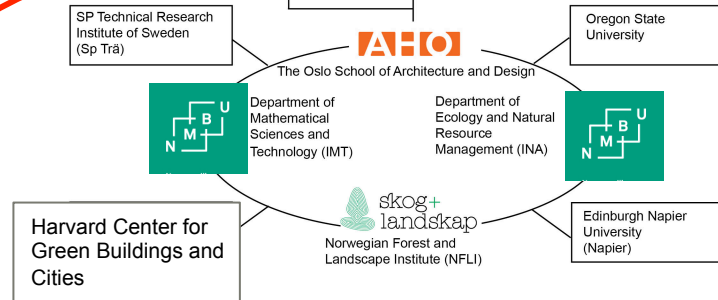 SP Technical Research
Institute of Sweden
(Sp Trä)
Oregon State
University
AHO
The Oslo School of Architecture and Design
N M B U
Department of
Mathematical
Sciences and
Technology (IMT)
Department of
Ecology and Natural
Resource
Management (INA)
N M B U
skog+
landskap
Norwegian Forest and
Landscape Institute (NFLI)
Harvard Center for
Green Buildings and
Cities
Edinburgh Napier
University
(Napier)